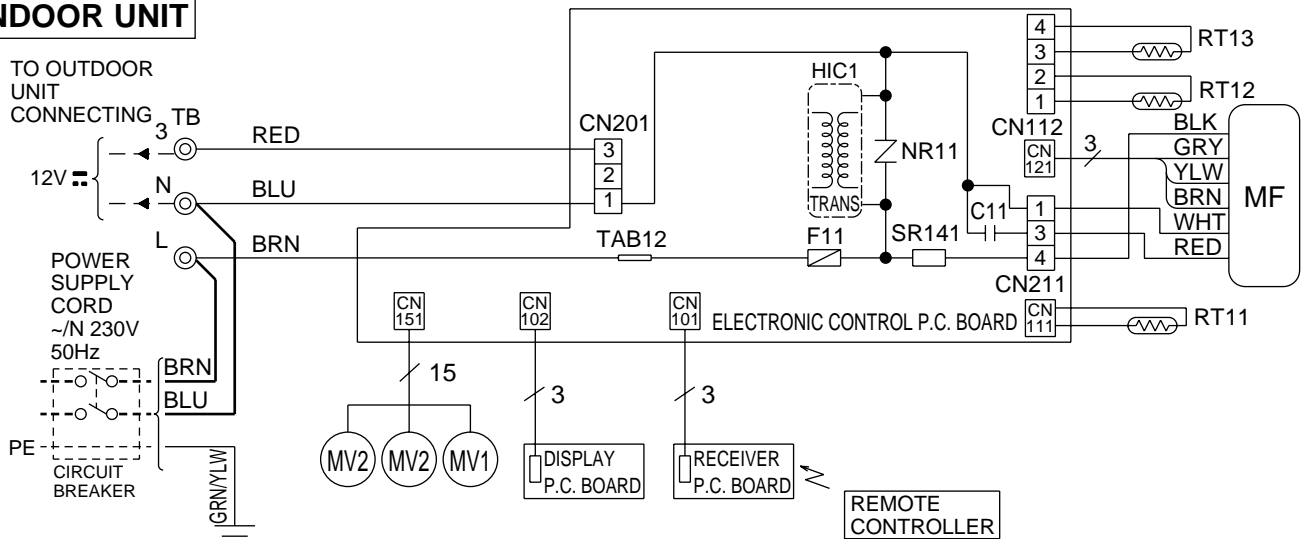 NDOOR UNIT
TO OUTDOOR
UNIT
CONNECTING
3 TB
12V
N
L
RED
BLU
BRN
CN201
3
2
1
TAB12
HIC1
TRANS
NR11
F11
SR141
C11
4
3
2
1
CN112
RT13
RT12
CN
121
3
BLK
GRY
YLW
BRN
WHT
RED
MF
1
3
4
CN211
CN
111
RT11
ELECTRONIC CONTROL P.C. BOARD
POWER
SUPPLY
CORD
~/N 230V
50Hz
BRN
BLU
PE
CIRCUIT
BREAKER
GRN/YLW
CN
151
15
MV2
MV2
MV1
CN
102
3
DISPLAY
P.C. BOARD
CN
101
3
RECEIVER
P.C. BOARD
REMOTE
CONTROLLER